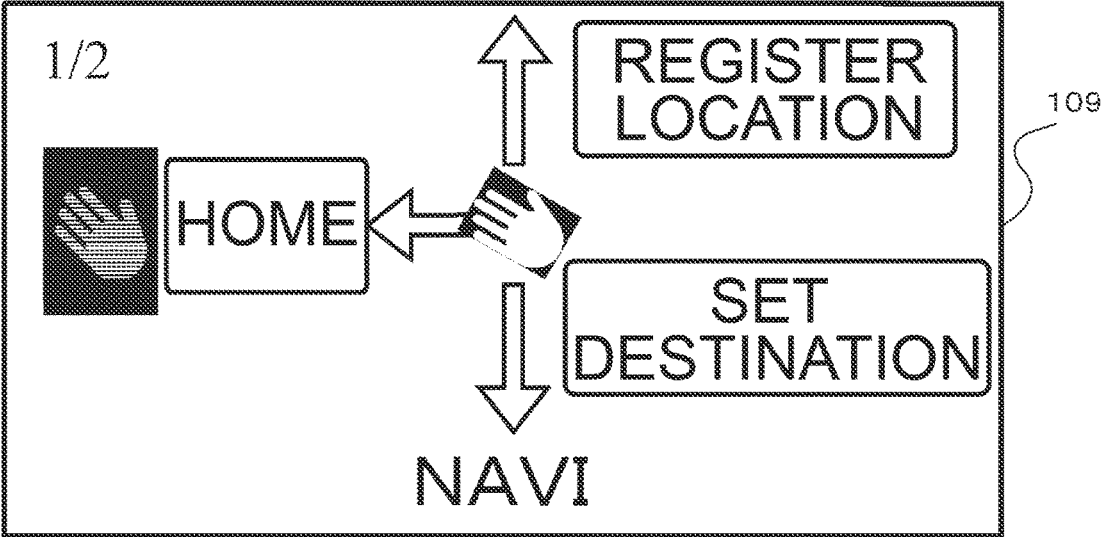 1/2
REGISTER
LOCATION
109
HOME
SET
DESTINATION
NAVI